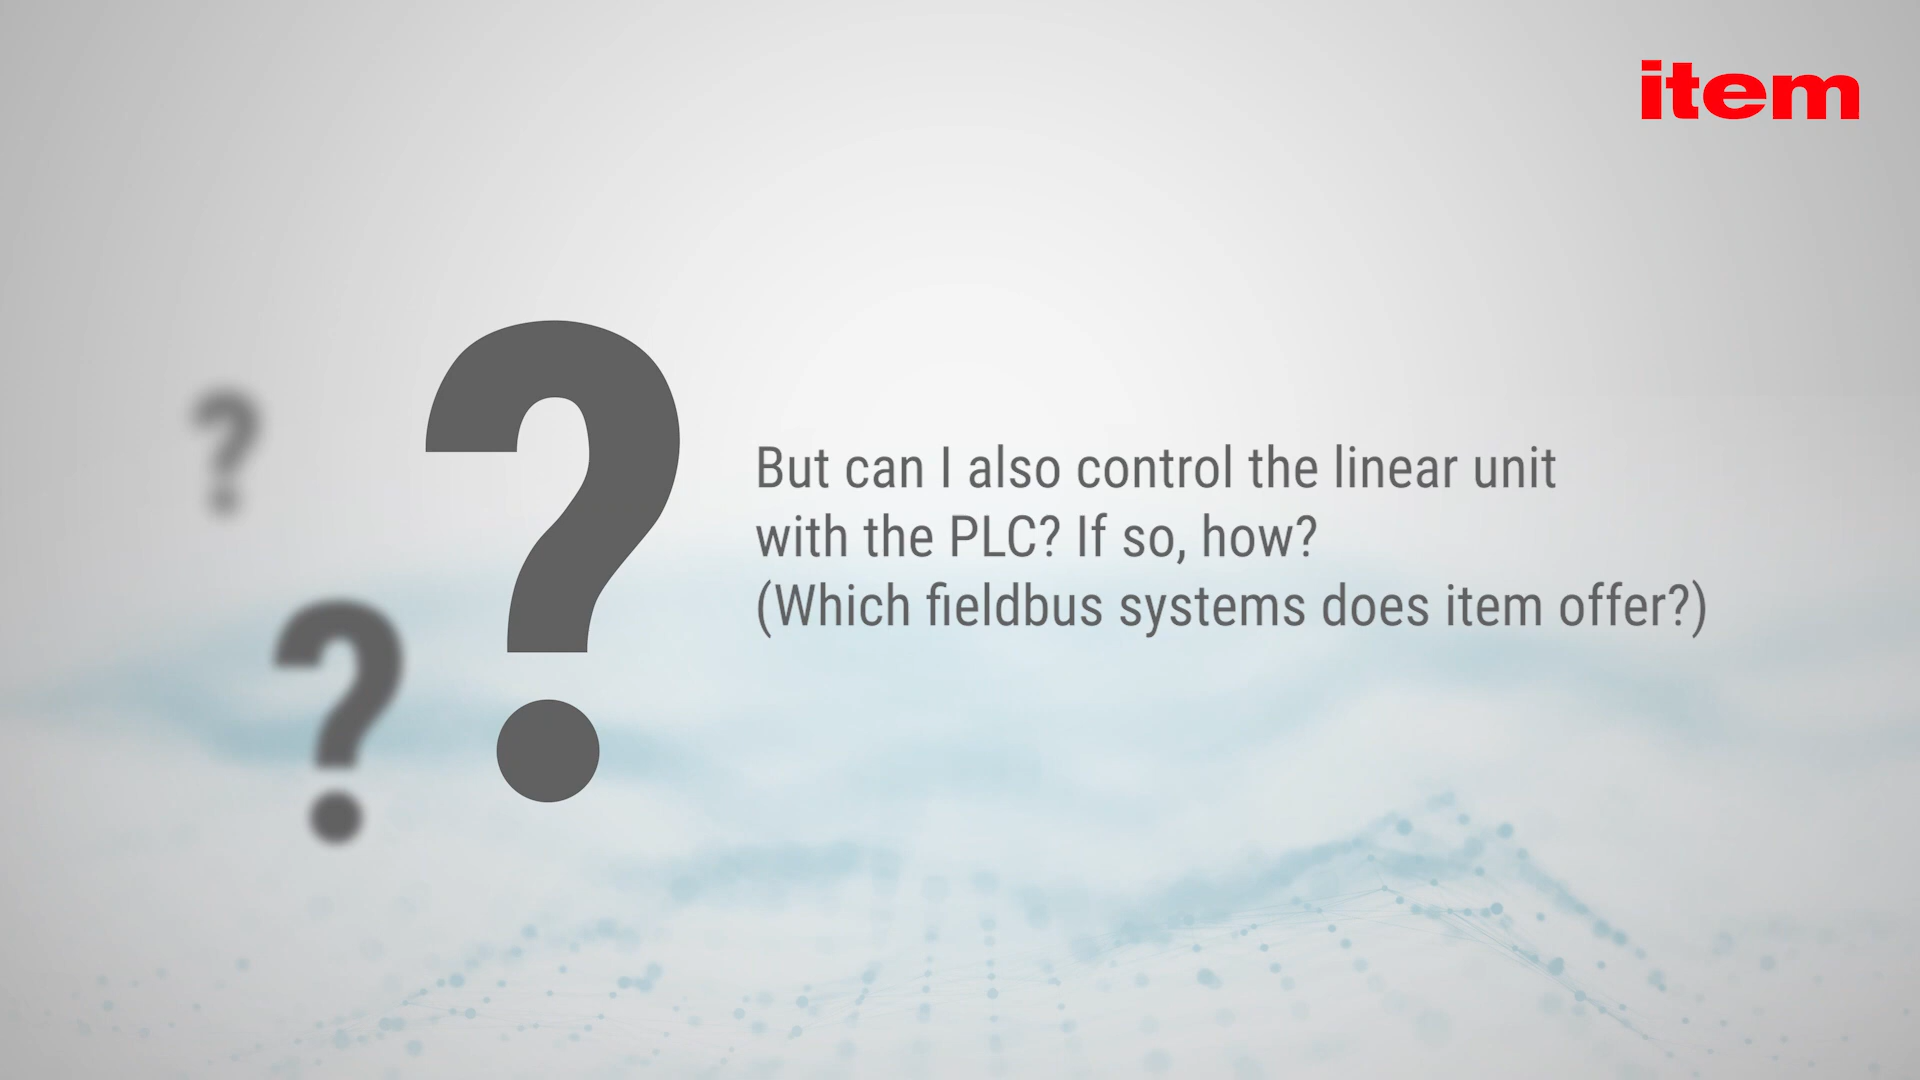 item
But can I also control the linear unit
with the PLC? If so, how?
(Which fieldbus systems does item offer?)
?
?
?